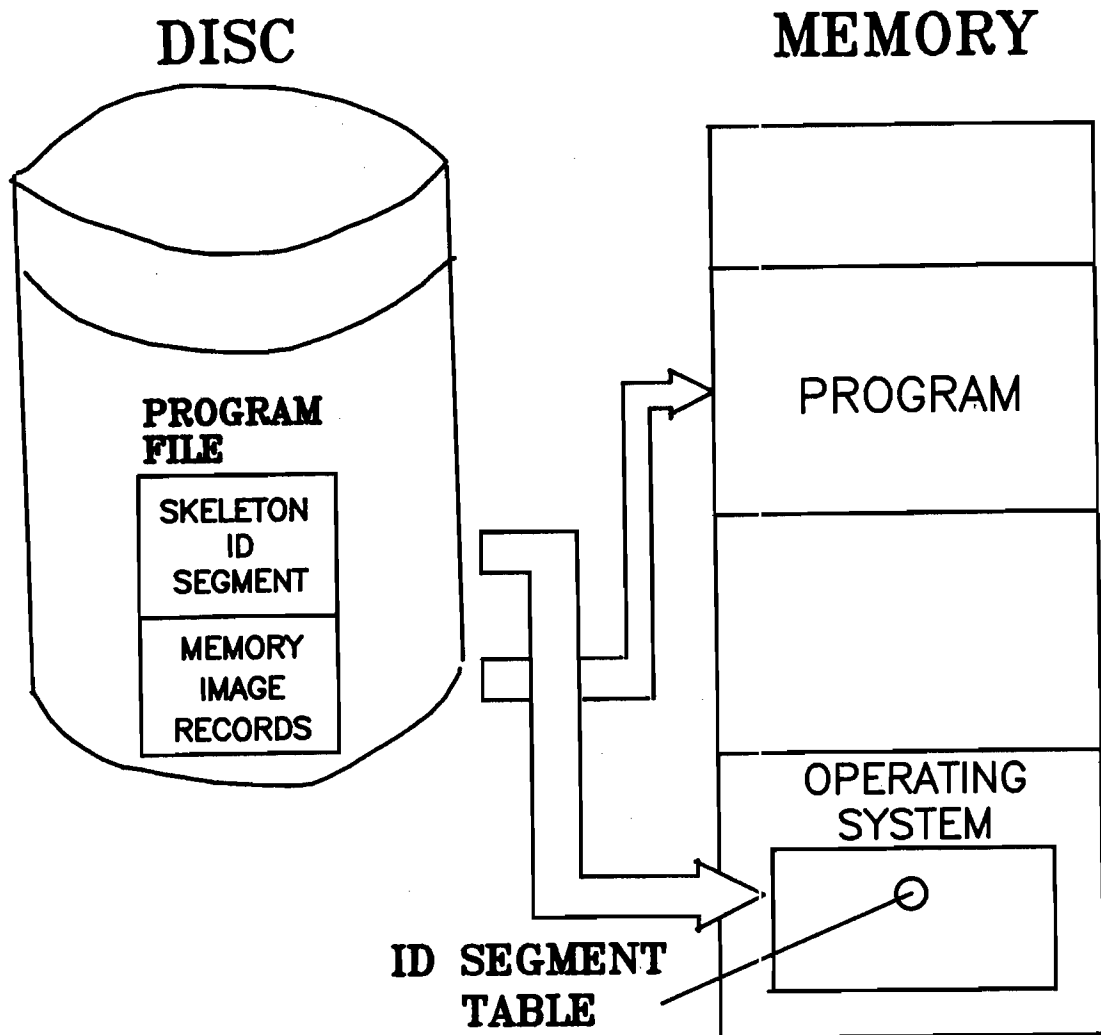 DISC
MEMORY
PROGRAM
FILE
SKELETON
ID
SEGMENT
MEMORY
IMAGE
RECORDS
PROGRAM
OPERATING
SYSTEM
ID SEGMENT
TABLE